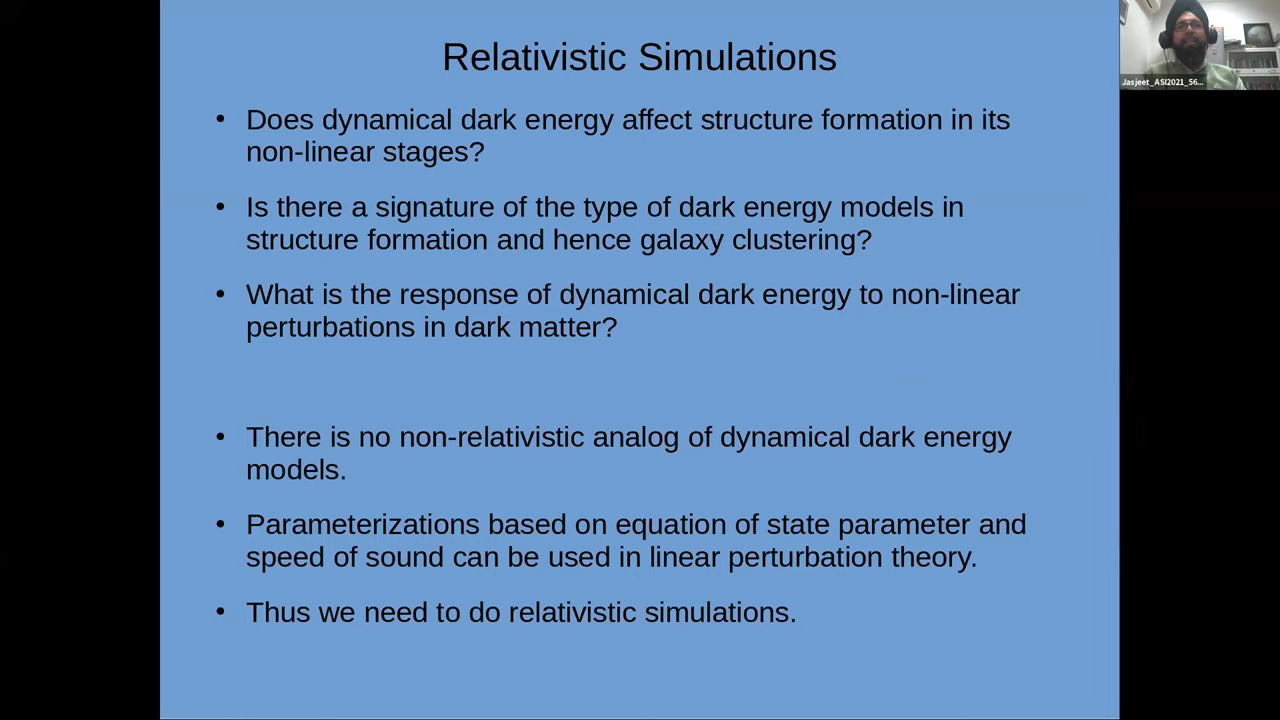 Relativistic Simulations
• Does dynamical dark energy affect structure formation in its
non-linear stages?
• Is there a signature of the type of dark energy models in
structure formation and hence galaxy clustering?
• What is the response of dynamical dark energy to non-linear
perturbations in dark matter?
• There is no non-relativistic analog of dynamical dark energy
models.
• Parameterizations based on equation of state parameter and
speed of sound can be used in linear perturbation theory.
• Thus we need to do relativistic simulations.
Jasjeet_ASI2021_56...